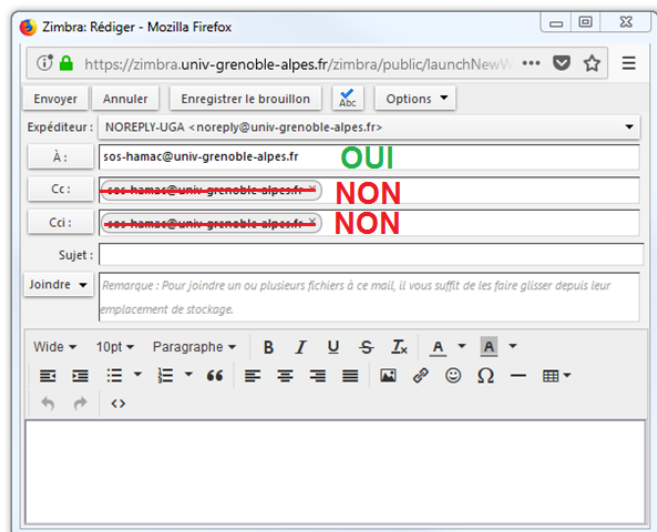 Zimbra: Rédiger - Mozilla Firefox
https://zimbra.univ-grenoble-alpes.fr/zimbra/public/launchNewW
Envoyer Annuler Enregistrer le brouillon Abc Options
Expéditeur : NOREPLY-UGA <noreply@univ-grenoble-alpes.fr>
À : sos-hamac@univ-grenoble-alpes.fr OUI
Cc : sos-hamac@univ-grenoble-alpes.fr × NON
Cci : sos-hamac@univ-grenoble-alpes.fr × NON
Sujet :
Joindre Remarque : Pour joindre un ou plusieurs fichiers à ce mail, il vous suffit de les faire glisser depuis leur
emplacement de stockage.
Wide 10pt Paragraphe B I U S Tx A A
Ω